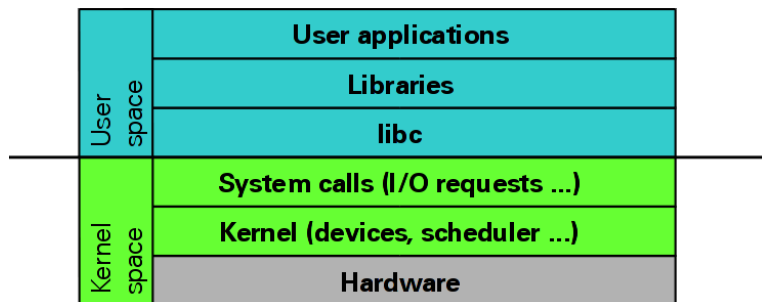 User space
User applications
Libraries
libc
Kernel space
System calls (I/O requests ...)
Kernel (devices, scheduler ...)
Hardware